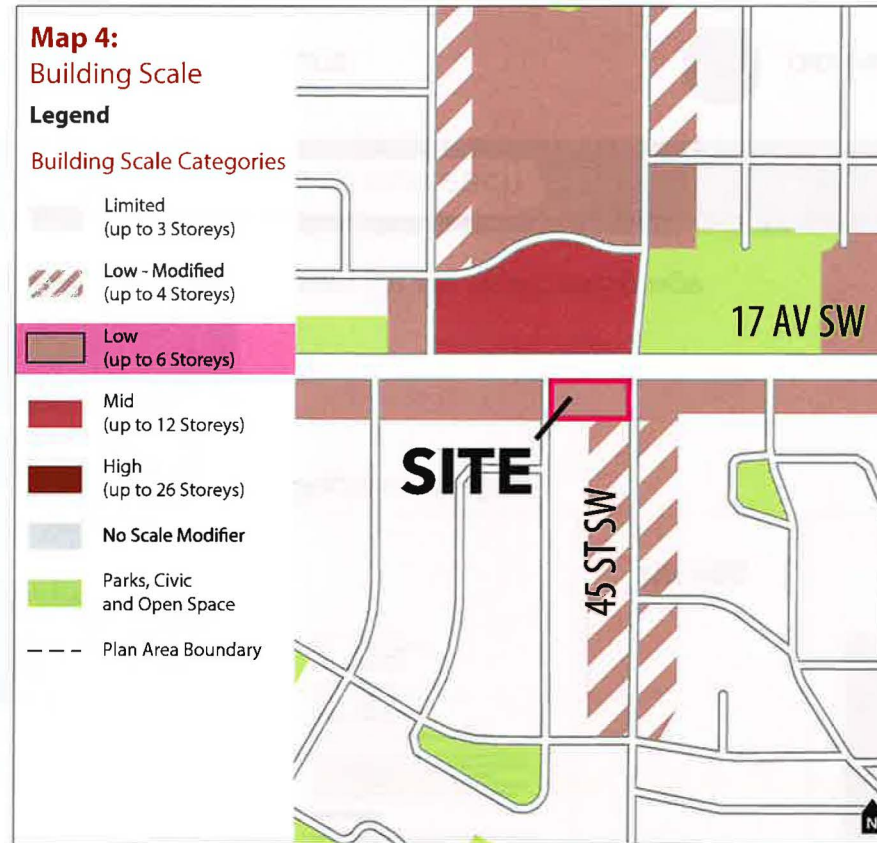 Map 4:
Building Scale
Legend
Building Scale Categories
Limited
(up to 3 Storeys)
Low - Modified
(up to 4 Storeys)
Low
(up to 6 Storeys)
Mid
(up to 12 Storeys)
High
(up to 26 Storeys)
No Scale Modifier
Parks, Civic
and Open Space
Plan Area Boundary
17 AV SW
SITE
45 ST SW
N